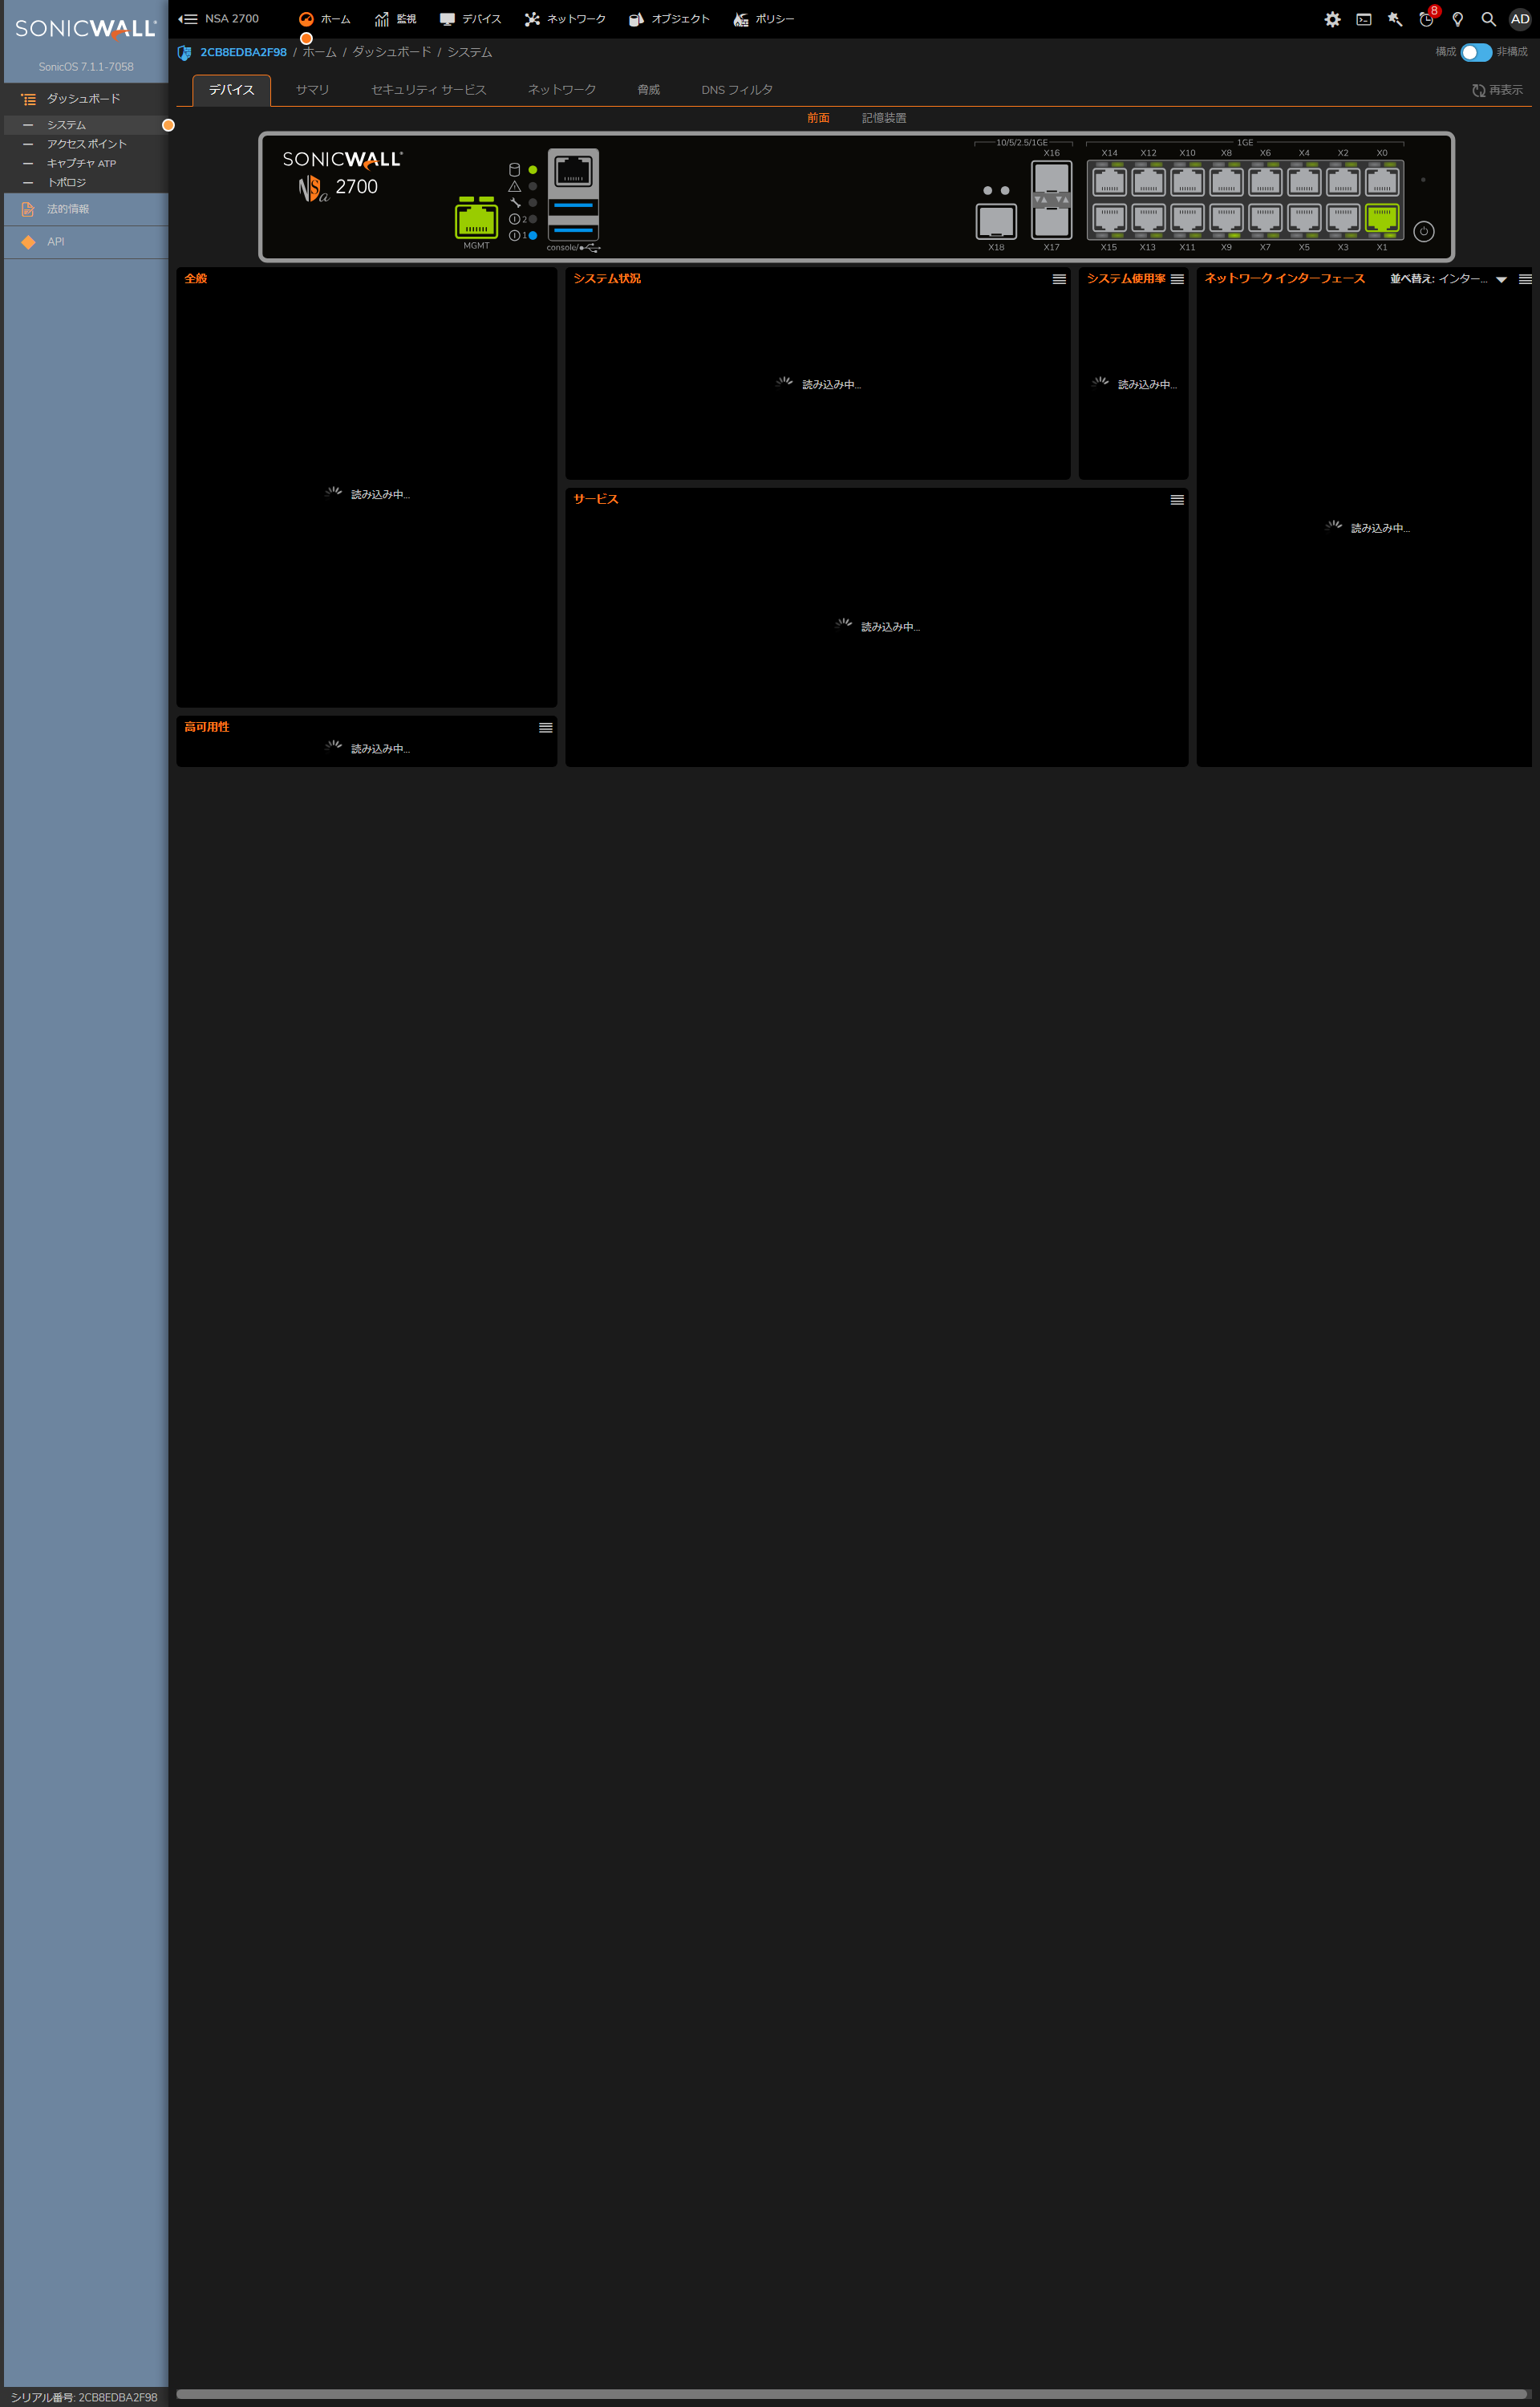 SONICWALL
SonicOS 7.1.1-7058
NSA 2700
ホーム
監視
デバイス
ネットワーク
オブジェクト
ポリシー
8
AD
2CB8EDBA2F98 / ホーム / ダッシュボード / システム
構成
非構成
ダッシュボード
システム
アクセス ポイント
キャプチャ ATP
トポロジ
法的情報
API
デバイス
サマリ
セキュリティ サービス
ネットワーク
脅威
DNS フィルタ
再表示
前面
記憶装置
SONICWALL
NSa 2700
MGMT
2
1
console/
10/5/2.5/1GE
X16
X18
X17
1GE
X14 X12 X10 X8 X6 X4 X2 X0
X15 X13 X11 X9 X7 X5 X3 X1
全般
読み込み中...
システム状況
読み込み中...
システム使用率
読み込み中...
ネットワーク インターフェース
並べ替え: インター...
読み込み中...
サービス
読み込み中...
高可用性
読み込み中...
シリアル番号: 2CB8EDBA2F98